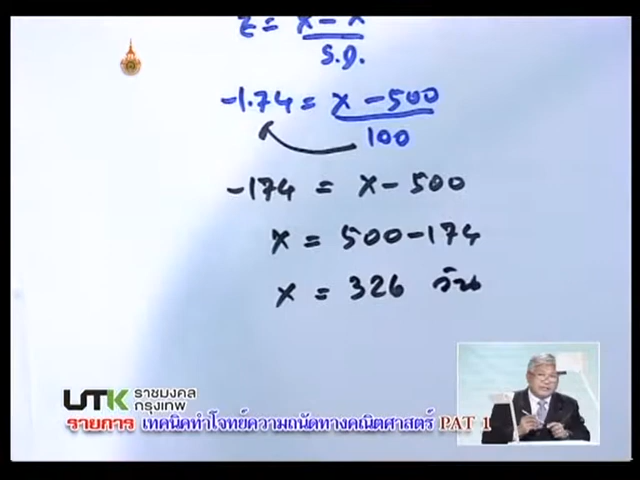 Z = x - x̄
S.D.
-1.74 = x - 500
100
-174 = x - 500
x = 500-174
x = 326 วัน
UTK ราชมงคล
กรุงเทพ
รายการ เทคนิคทำโจทย์ความถนัดทางคณิตศาสตร์ PAT 1